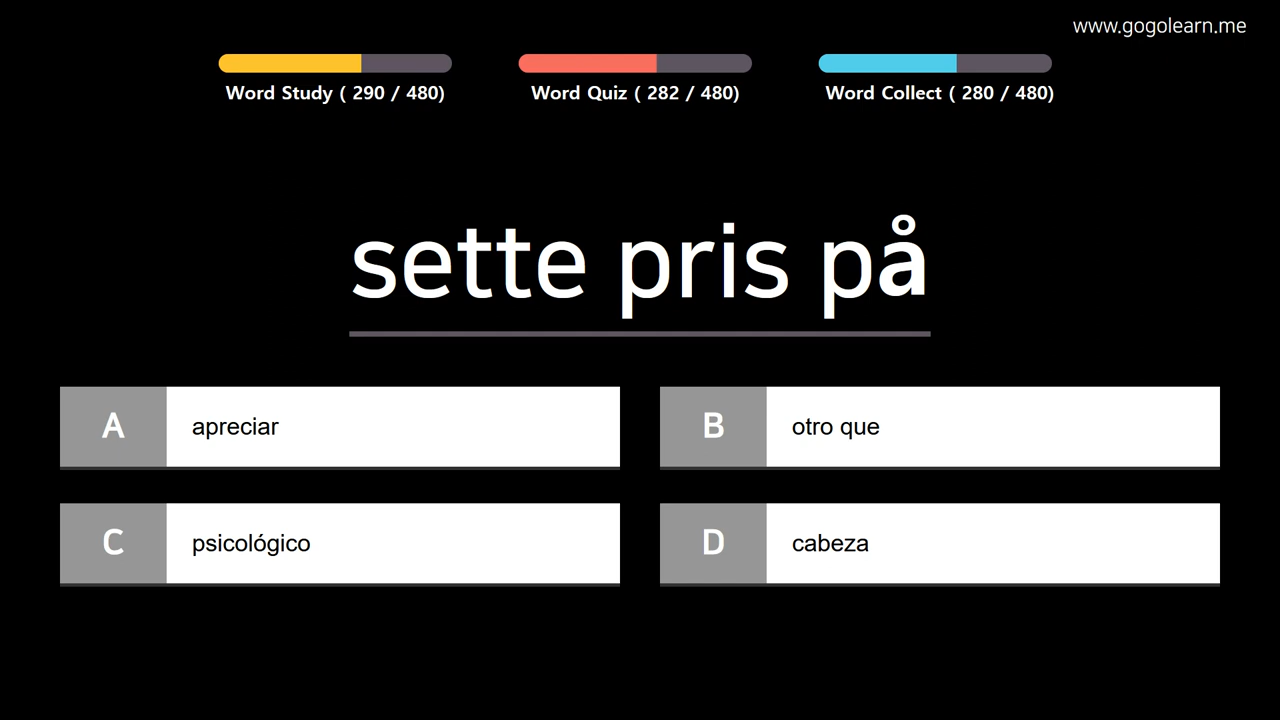 www.gogolearn.me
Word Study ( 290 / 480)
Word Quiz ( 282 / 480)
Word Collect ( 280 / 480)
sette pris på
A apreciar
B otro que
C psicológico
D cabeza